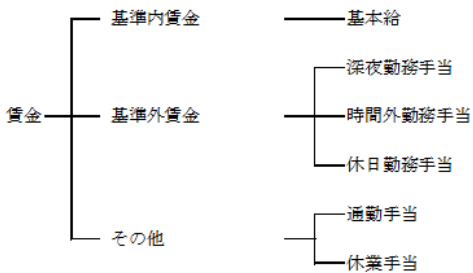 基準内賃金 基本給
深夜勤務手当
賃金 基準外賃金 時間外勤務手当
休日勤務手当
通勤手当
その他
休業手当